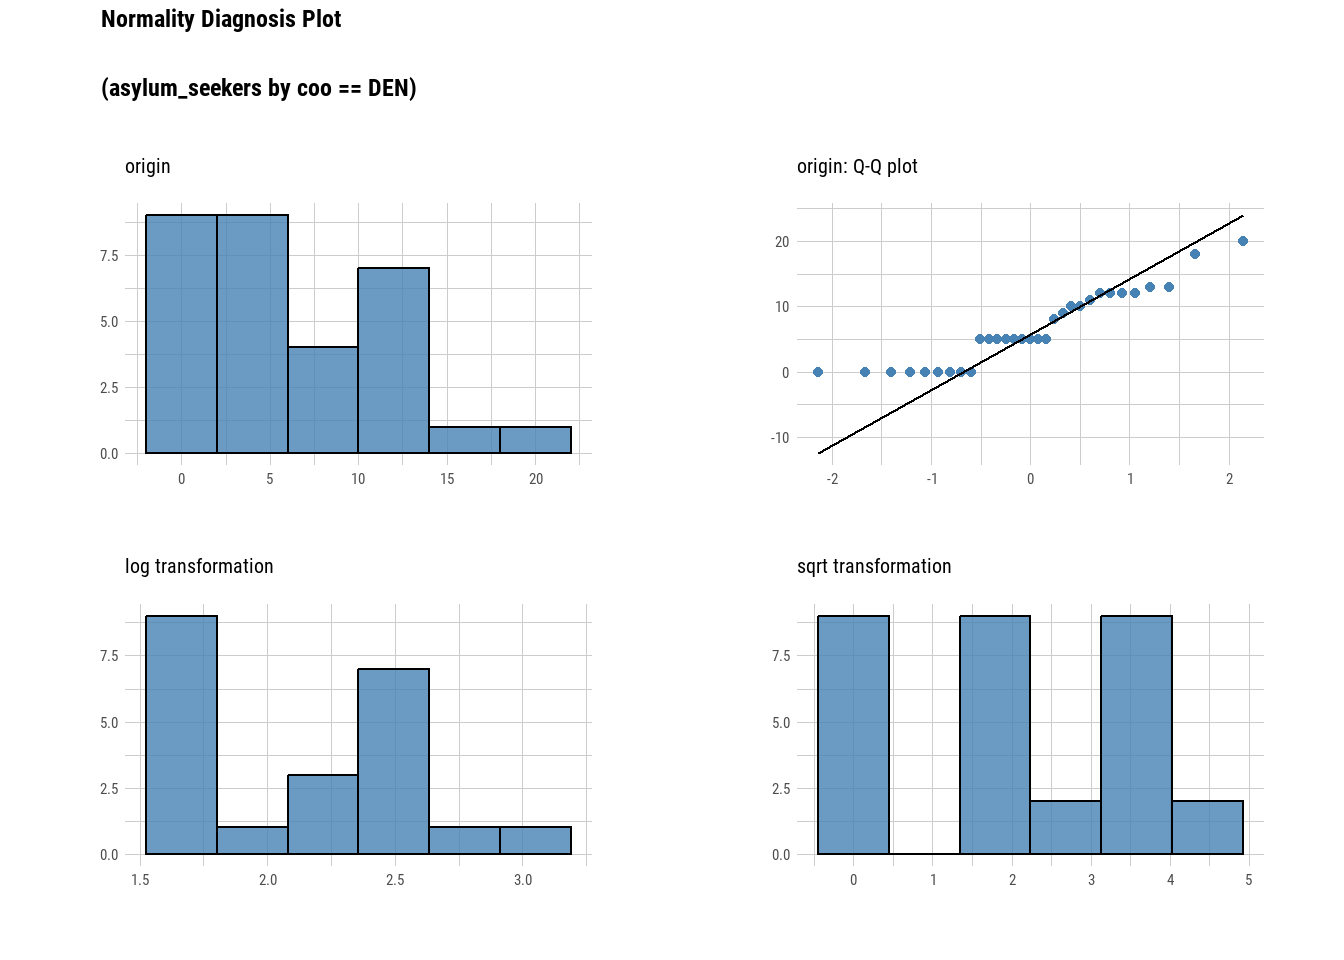 Normality Diagnosis Plot
(asylum_seekers by coo == DEN)
origin
7.5
5.0
2.5
0.0
0 5 10 15 20
origin: Q-Q plot
20
10
0
-10
-2 -1 0 1 2
log transformation
7.5
5.0
2.5
0.0
1.5 2.0 2.5 3.0
sqrt transformation
7.5
5.0
2.5
0.0
0 1 2 3 4 5